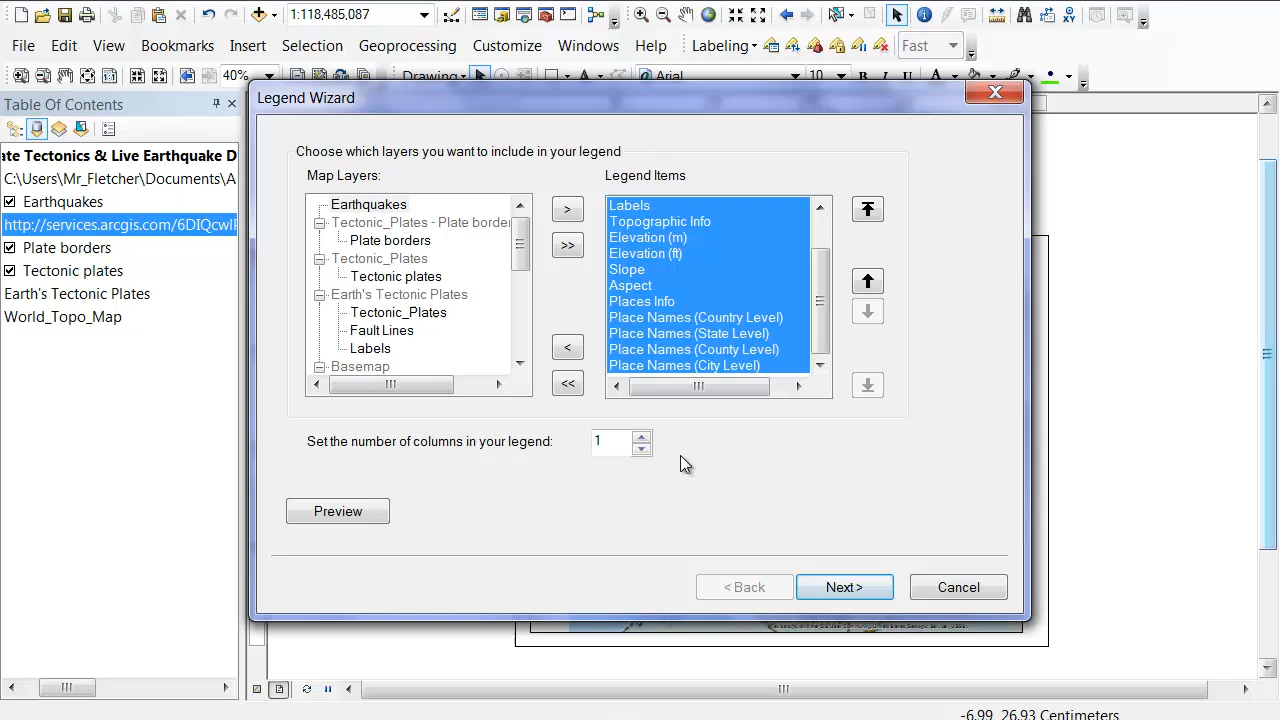 1:118,485,087
File Edit View Bookmarks Insert Selection Geoprocessing Customize Windows Help Labeling Fast
40% Drawing Arial 10 B I U A
Table Of Contents
ate Tectonics & Live Earthquake D
C:\Users\Mr_Fletcher\Documents\A
Earthquakes
http://services.arcgis.com/6DIQcwlP
Plate borders
Tectonic plates
Earth's Tectonic Plates
World_Topo_Map
Legend Wizard
Choose which layers you want to include in your legend
Map Layers:
Earthquakes
Tectonic_Plates - Plate border
Plate borders
Tectonic_Plates
Tectonic plates
Earth's Tectonic Plates
Tectonic_Plates
Fault Lines
Labels
Basemap
>
>>
<
<<
Legend Items
Labels
Topographic Info
Elevation (m)
Elevation (ft)
Slope
Aspect
Places Info
Place Names (Country Level)
Place Names (State Level)
Place Names (County Level)
Place Names (City Level)
Set the number of columns in your legend: 1
Preview
< Back Next > Cancel
-6.99 26.93 Centimeters